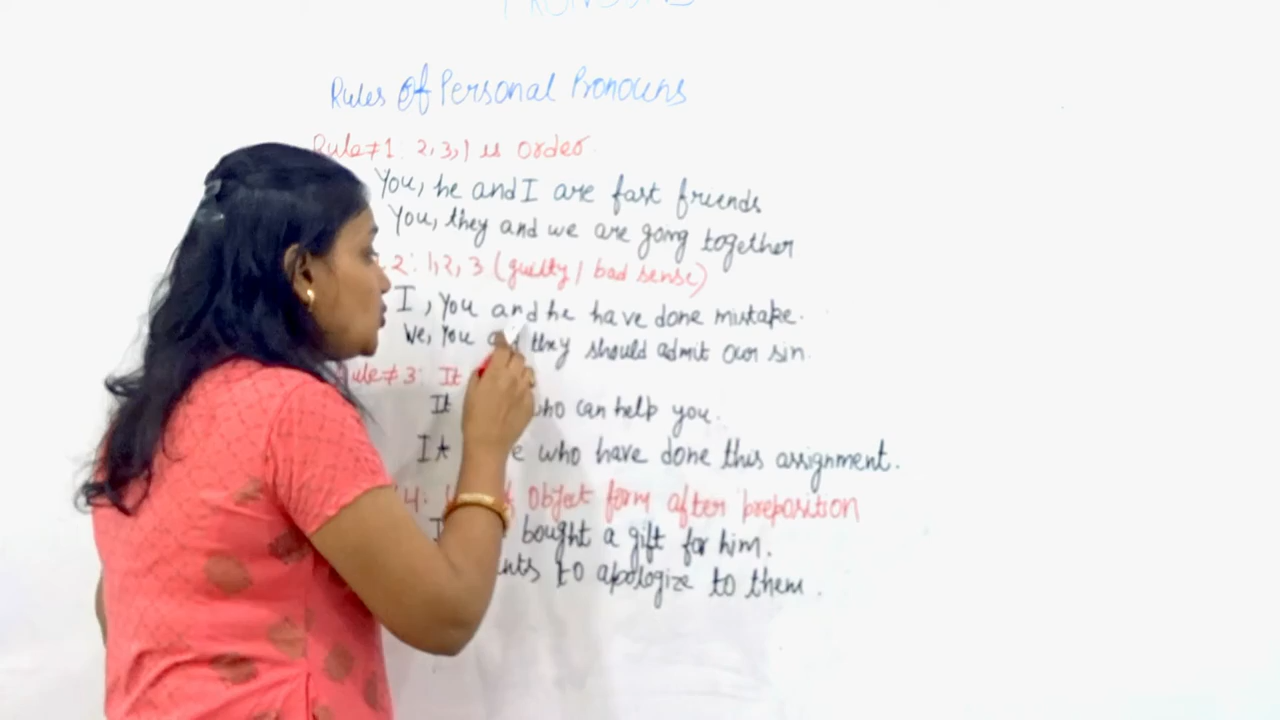 PRONOUNS
Rules of Personal Pronouns
Rule#1: 2,3,1 is order.
You, he and I are fast friends
You, they and we are going together
2: 1,2, 3 (guilty / bad sense)
I, You and he have done mistake.
We, You and they should admit our sin.
Rule#3: It
It who can help you.
It who have done this assignment.
4: of object form after preposition
bought a gift for him.
to apologize to them.